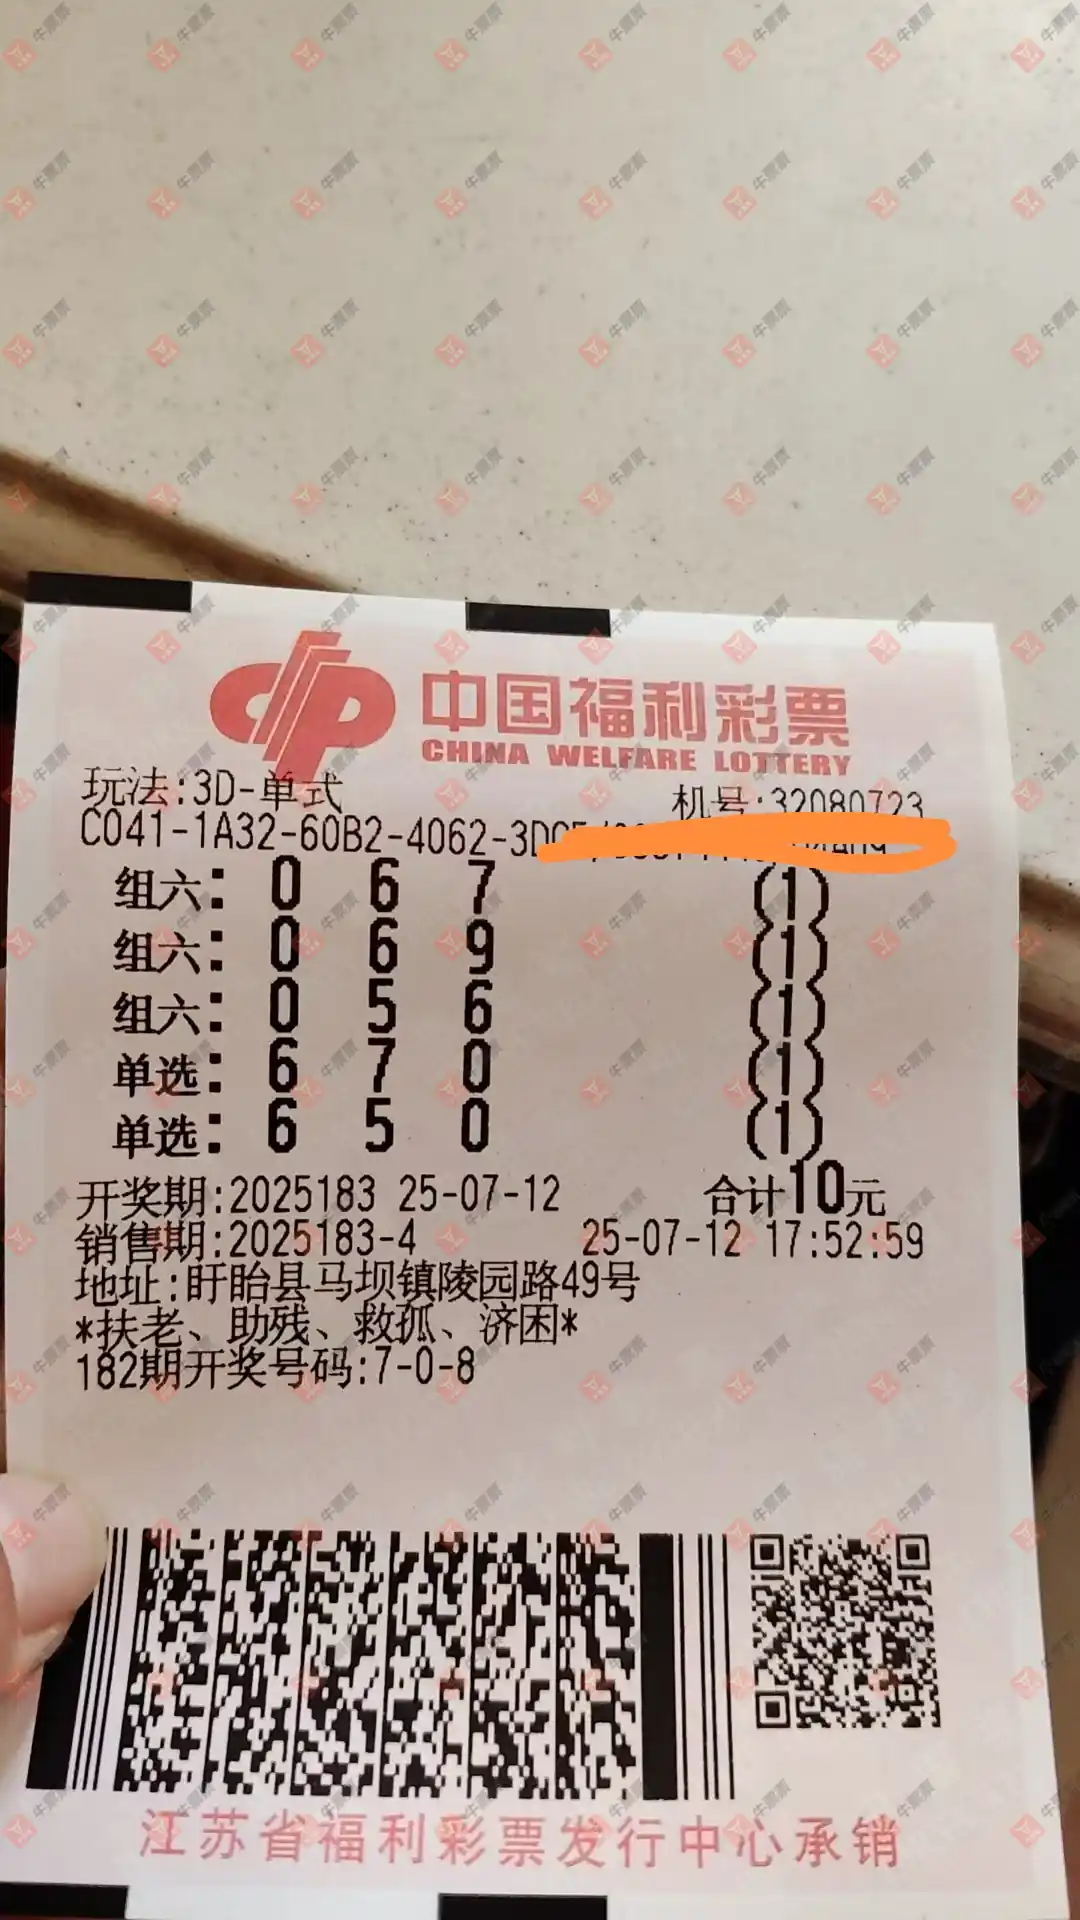 中国福利彩票
CHINA WELFARE LOTTERY
玩法:3D-单式
机号:32080723
C041-1A32-60B2-4062-3D
组六: 0 6 7 (1)
组六: 0 6 9 (1)
组六: 0 5 6 (1)
单选: 6 7 0 (1)
单选: 6 5 0 (1)
开奖期:2025183 25-07-12 合计10元
销售期:2025183-4 25-07-12 17:52:59
地址:盱眙县马坝镇陵园路49号
*扶老、助残、救孤、济困*
182期开奖号码:7-0-8
江苏省福利彩票发行中心承销